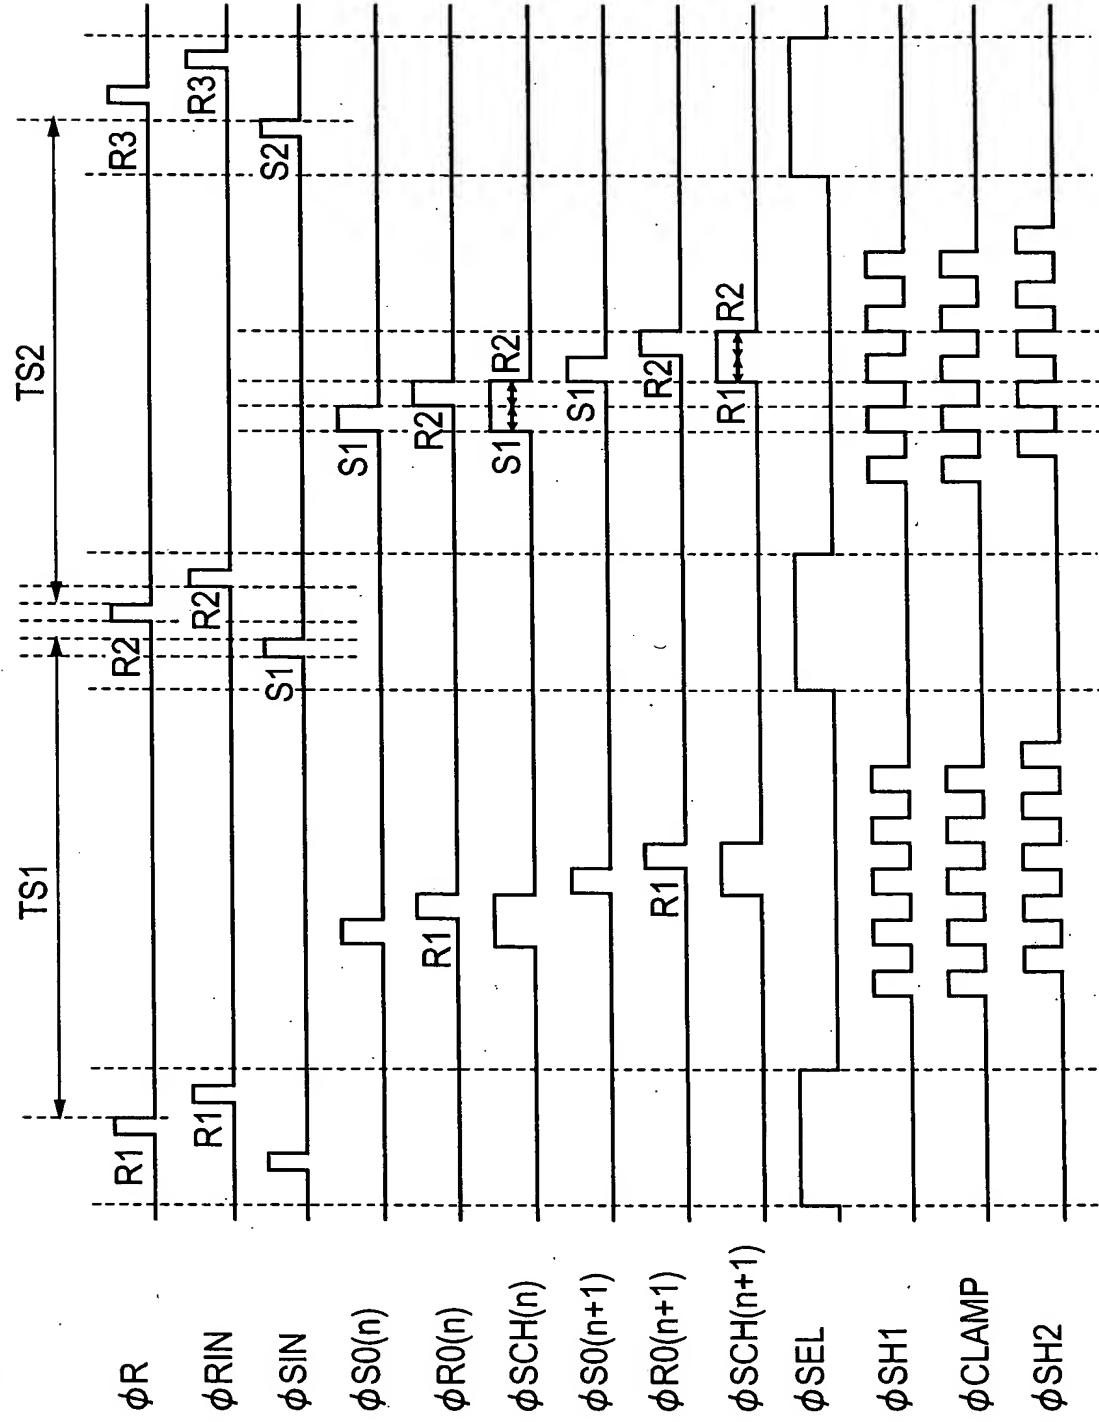 TS1 TS2
φR R1 R2 R3
φRIN R1 R2 R3
φSIN S1 S2
φS0(n) S1
φR0(n) R1 R2
φSCH(n) S1 R2
φS0(n+1) S1
φR0(n+1) R1 R2
φSCH(n+1) R1 R2
φSEL
φSH1
φCLAMP
φSH2